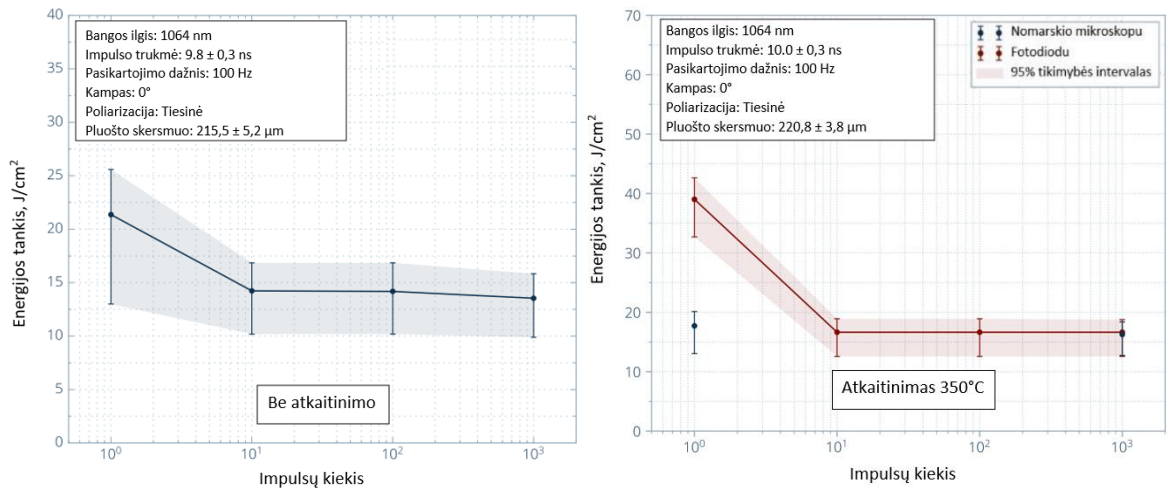 Bangos ilgis: 1064 nm
Impulso trukmė: 9.8 ± 0,3 ns
Pasikartojimo dažnis: 100 Hz
Kampas: 0°
Poliarizacija: Tiesinė
Pluošto skersmuo: 215,5 ± 5,2 µm
Energijos tankis, J/cm²
40
35
30
25
20
15
10
5
0
Be atkaitinimo
10⁰
10¹
10²
10³
Impulsų kiekis
Bangos ilgis: 1064 nm
Impulso trukmė: 10.0 ± 0,3 ns
Pasikartojimo dažnis: 100 Hz
Kampas: 0°
Poliarizacija: Tiesinė
Pluošto skersmuo: 220,8 ± 3,8 µm
Nomarskio mikroskopu
Fotodiodu
95% tikimybės intervalas
Energijos tankis, J/cm²
70
60
50
40
30
20
10
0
Atkaitinimas 350°C
10⁰
10¹
10²
10³
Impulsų kiekis